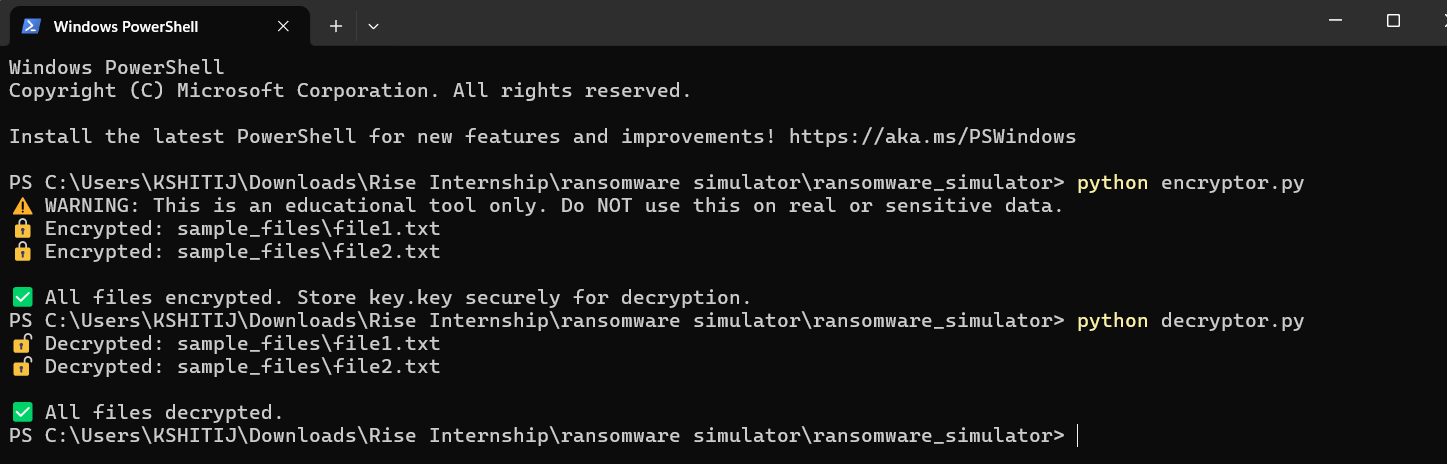 Windows PowerShell
Windows PowerShell
Copyright (C) Microsoft Corporation. All rights reserved.
Install the latest PowerShell for new features and improvements! https://aka.ms/PSWindows
PS C:\Users\KSHITIJ\Downloads\Rise Internship\ransomware simulator\ransomware_simulator> python encryptor.py
⚠️ WARNING: This is an educational tool only. Do NOT use this on real or sensitive data.
🔒 Encrypted: sample_files\file1.txt
🔒 Encrypted: sample_files\file2.txt
✅ All files encrypted. Store key.key securely for decryption.
PS C:\Users\KSHITIJ\Downloads\Rise Internship\ransomware simulator\ransomware_simulator> python decryptor.py
🔓 Decrypted: sample_files\file1.txt
🔓 Decrypted: sample_files\file2.txt
✅ All files decrypted.
PS C:\Users\KSHITIJ\Downloads\Rise Internship\ransomware simulator\ransomware_simulator>